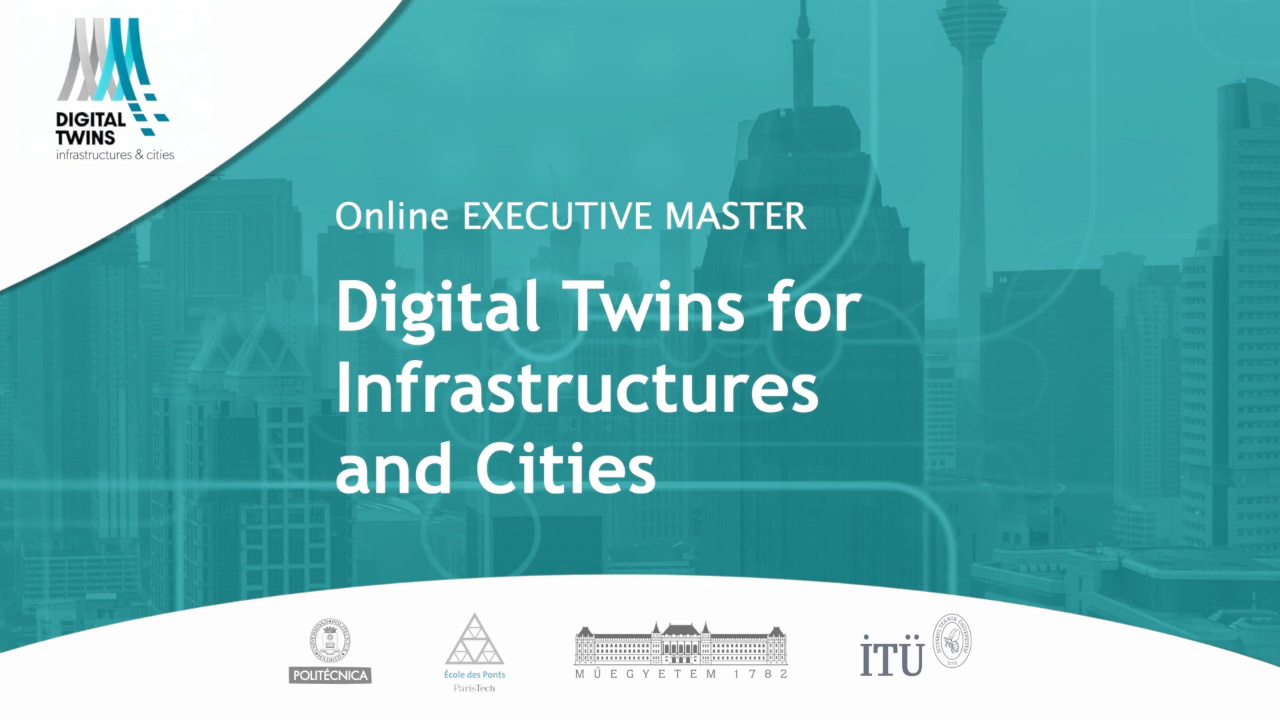 DIGITAL
TWINS
infrastructures & cities
Online EXECUTIVE MASTER
Digital Twins for
Infrastructures
and Cities
POLITÉCNICA
École des Ponts
ParisTech
MŰEGYETEM 1782
İTÜ